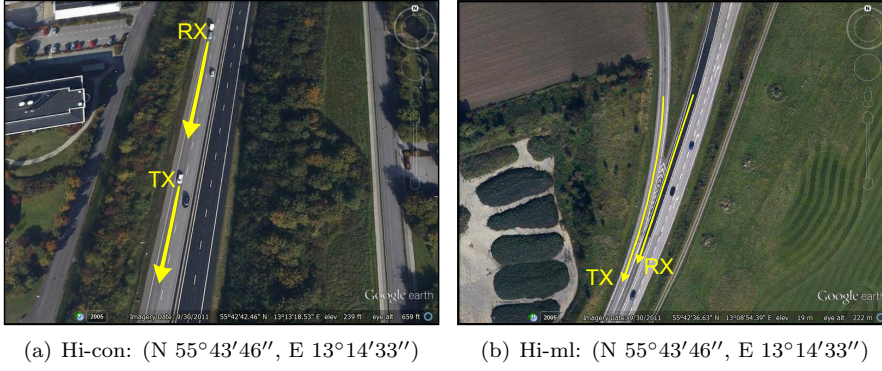 RX
TX
Google earth
2005
Imagery Date: 9/30/2011 55°42'42.46" N 13°13'18.53" E elev 239 ft eye alt 659 ft
N
TX
RX
Google earth
2005
Imagery Date: 9/30/2011 55°42'36.63" N 13°08'54.39" E elev 19 m eye alt 222 m
N
(a) Hi-con: (N 55°43′46′′, E 13°14′33′′)
(b) Hi-ml: (N 55°43′46′′, E 13°14′33′′)